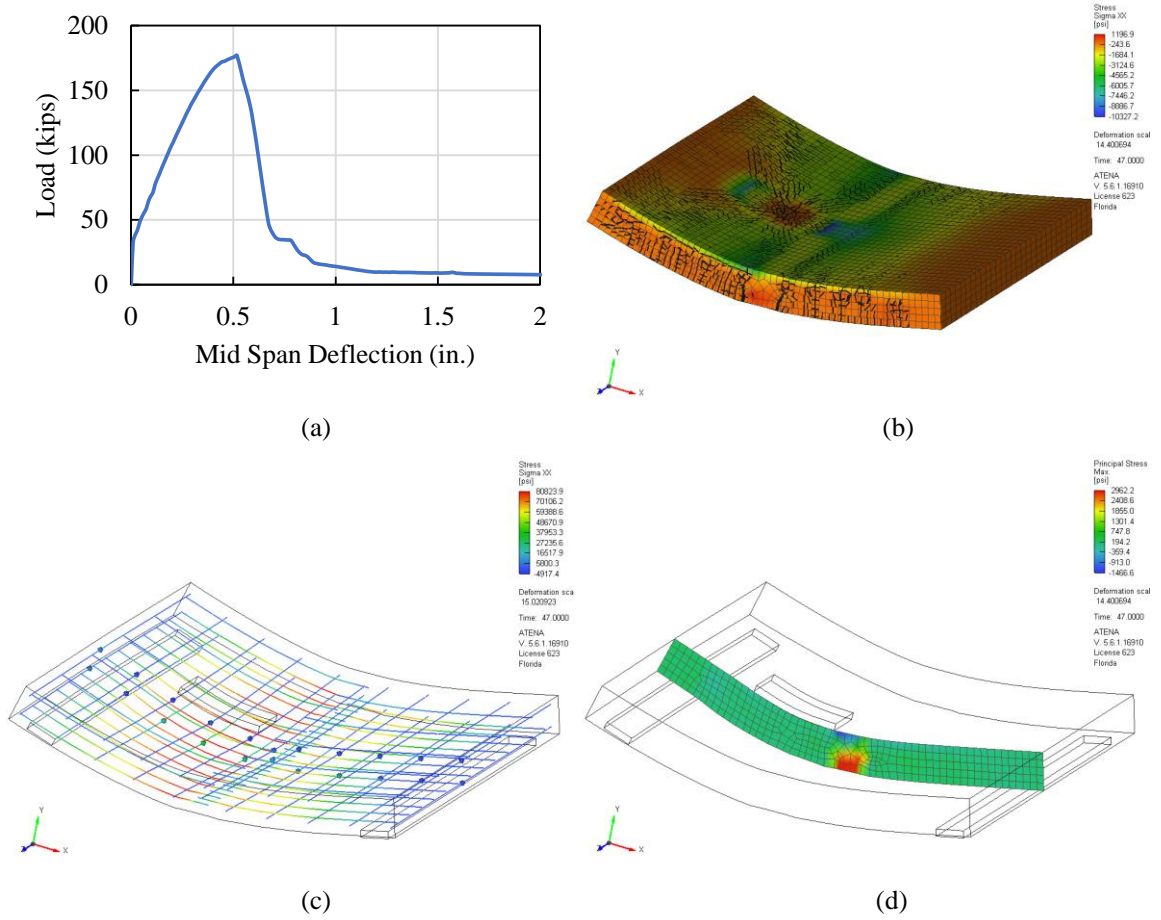 200
150
100
50
0
Load (kips)
0
0.5
1
1.5
2
Mid Span Deflection (in.)
(a)
Stress
Sigma XX
[psi]
1196.9
-243.6
-1684.1
-3124.6
-4565.2
-6005.7
-7446.2
-8886.7
-10327.2
Deformation scal
14.400694
Time: 47.0000
ATENA
V. 5.6.1.16910
License 623
Florida
Y
Z
X
(b)
Stress
Sigma XX
[psi]
80823.9
70106.2
59388.6
48670.9
37953.3
27235.6
16517.9
5800.3
-4917.4
Deformation sca
15.020923
Time: 47.0000
ATENA
V. 5.6.1.16910
License 623
Florida
Y
Z
X
(c)
Principal Stress
Max.
[psi]
2962.2
2408.6
1855.0
1301.4
747.8
194.2
-359.4
-913.0
-1466.6
Deformation scal
14.400694
Time: 47.0000
ATENA
V. 5.6.1.16910
License 623
Florida
Y
Z
X
(d)